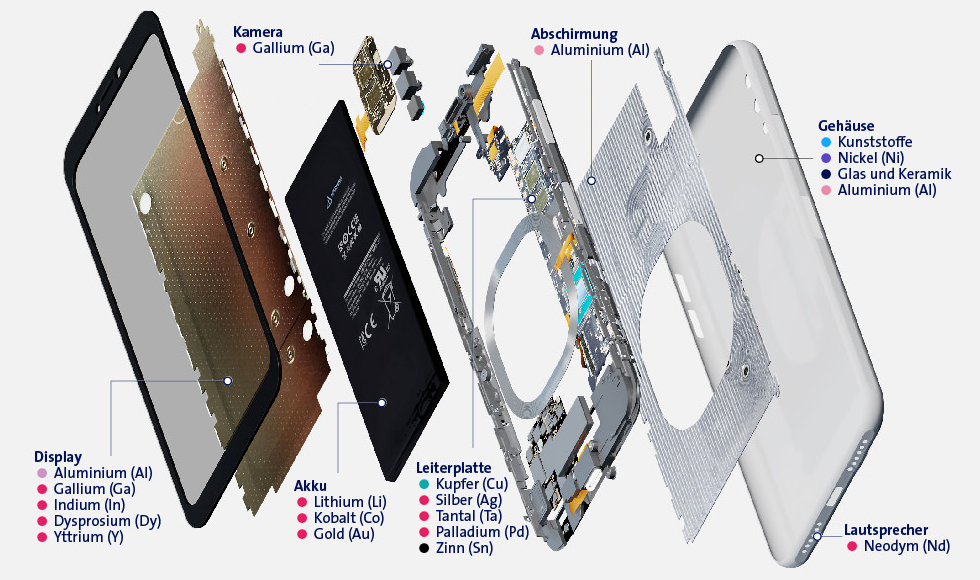 Kamera
Gallium (Ga)
Abschirmung
Aluminium (Al)
Gehäuse
Kunststoffe
Nickel (Ni)
Glas und Keramik
Aluminium (Al)
Display
Aluminium (Al)
Gallium (Ga)
Indium (In)
Dysprosium (Dy)
Yttrium (Y)
Akku
Lithium (Li)
Kobalt (Co)
Gold (Au)
Leiterplatte
Kupfer (Cu)
Silber (Ag)
Tantal (Ta)
Palladium (Pd)
Zinn (Sn)
Lautsprecher
Neodym (Nd)